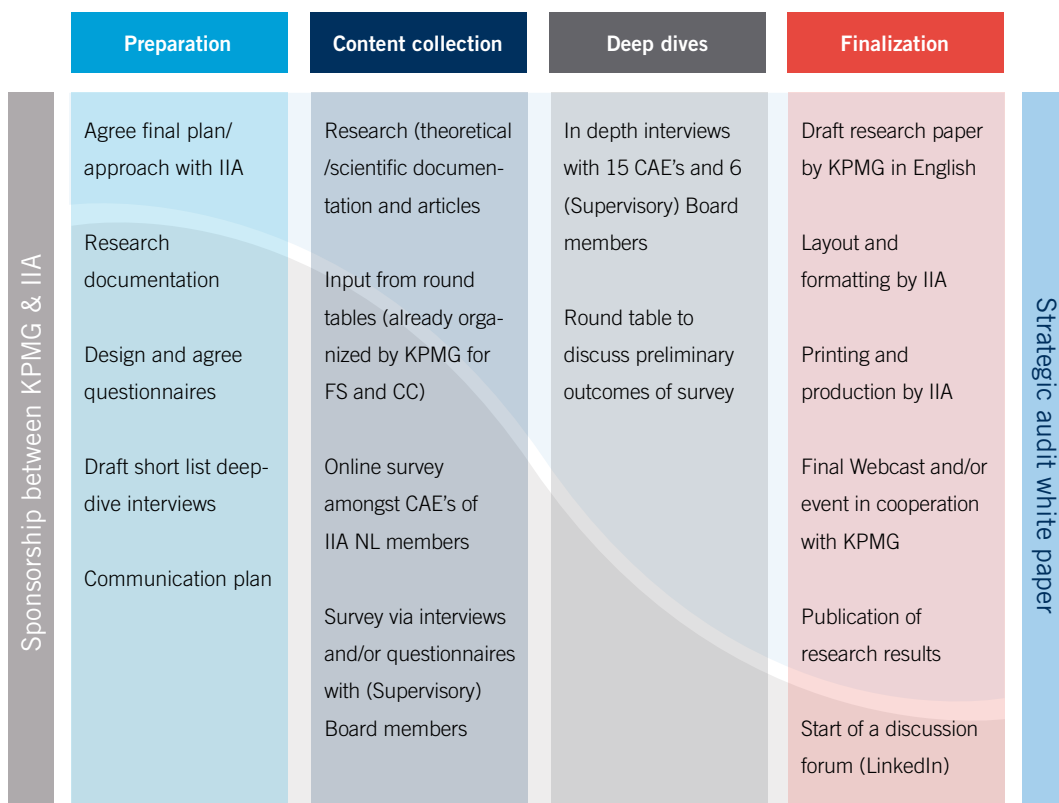 Preparation
Content collection
Deep dives
Finalization
Sponsorship between KPMG & IIA
Agree final plan/
approach with IIA
Research
documentation
Design and agree
questionnaires
Draft short list deep-
dive interviews
Communication plan
Research (theoretical
/scientific documen-
tation and articles
Input from round
tables (already orga-
nized by KPMG for
FS and CC)
Online survey
amongst CAE's of
IIA NL members
Survey via interviews
and/or questionnaires
with (Supervisory)
Board members
In depth interviews
with 15 CAE's and 6
(Supervisory) Board
members
Round table to
discuss preliminary
outcomes of survey
Draft research paper
by KPMG in English
Layout and
formatting by IIA
Printing and
production by IIA
Final Webcast and/or
event in cooperation
with KPMG
Publication of
research results
Start of a discussion
forum (LinkedIn)
Strategic audit white paper